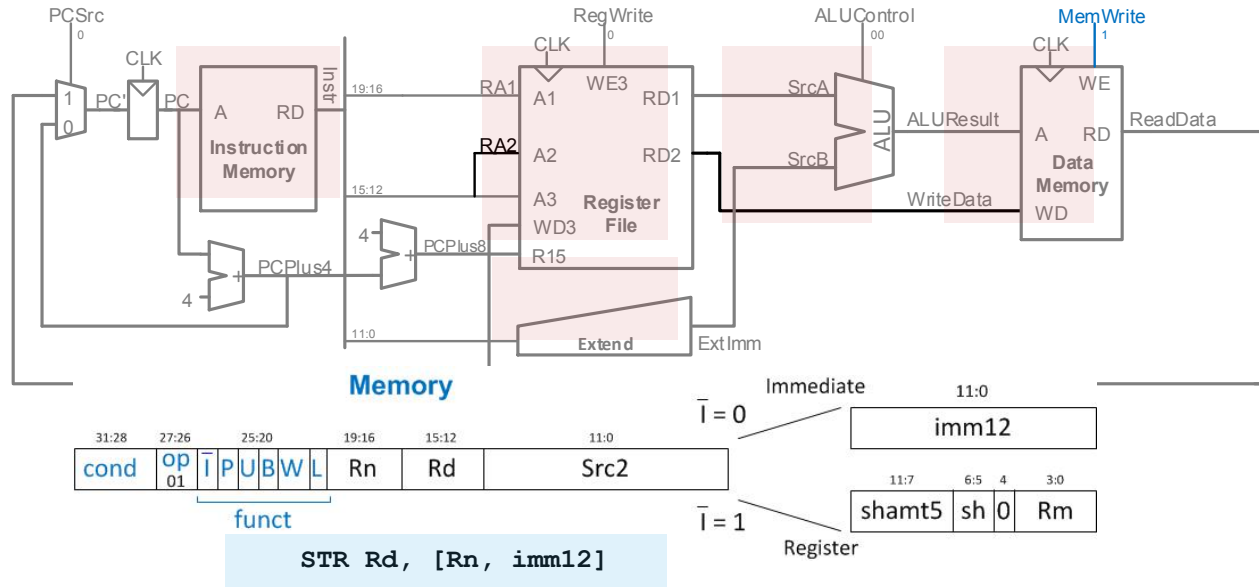 PCSrc
0
RegWrite
0
ALUControl
00
MemWrite
1
CLK
CLK
CLK
1
0
PC'
PC
A
RD
Instruction
Memory
Instr
19:16
RA1
RA2
15:12
A1
A2
A3
WD3
R15
WE3
RD1
RD2
Register
File
SrcA
SrcB
ALU
ALUResult
WriteData
WE
A
RD
Data
Memory
WD
ReadData
4
+
PCPlus4
4
+
PCPlus8
11:0
Extend
ExtImm
Memory
31:28 27:26 25:20 19:16 15:12 11:0
cond op 01 I̅ P U B W L Rn Rd Src2
funct
I̅ = 0
Immediate
11:0
imm12
I̅ = 1
Register
11:7 6:5 4 3:0
shamt5 sh 0 Rm
STR Rd, [Rn, imm12]